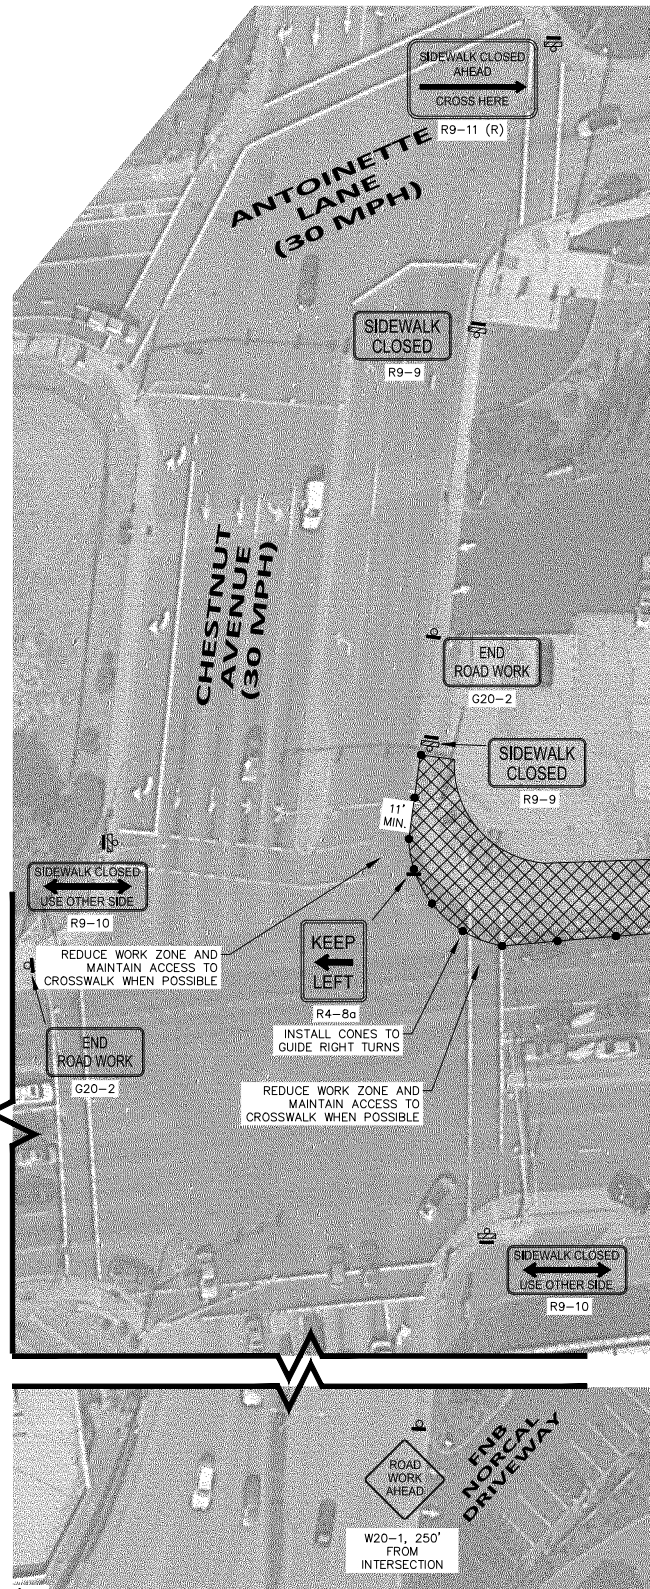 SIDEWALK CLOSED
AHEAD
CROSS HERE
R9-11 (R)
ANTOINETTE
LANE
(30 MPH)
SIDEWALK
CLOSED
R9-9
CHESTNUT
AVENUE
(30 MPH)
END
ROAD WORK
G20-2
SIDEWALK
CLOSED
R9-9
11'
MIN.
SIDEWALK CLOSED
USE OTHER SIDE
R9-10
REDUCE WORK ZONE AND
MAINTAIN ACCESS TO
CROSSWALK WHEN POSSIBLE
KEEP
LEFT
R4-8a
INSTALL CONES TO
GUIDE RIGHT TURNS
END
ROAD WORK
G20-2
REDUCE WORK ZONE AND
MAINTAIN ACCESS TO
CROSSWALK WHEN POSSIBLE
SIDEWALK CLOSED
USE OTHER SIDE
R9-10
ROAD
WORK
AHEAD
FNB
NORCAL
DRIVEWAY
W20-1, 250'
FROM
INTERSECTION